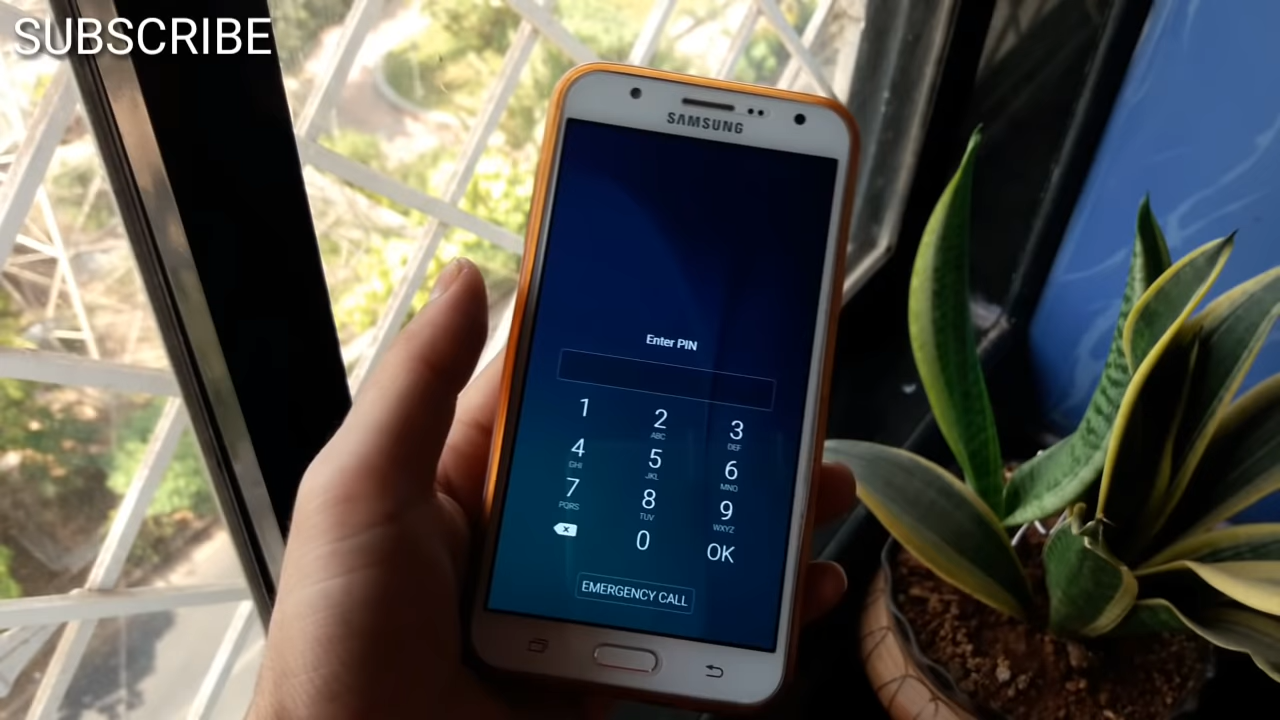 SUBSCRIBE
SAMSUNG
Enter PIN
1 2 ABC 3 DEF
4 GHI 5 JKL 6 MNO
7 PQRS 8 TUV 9 WXYZ
0 OK
EMERGENCY CALL